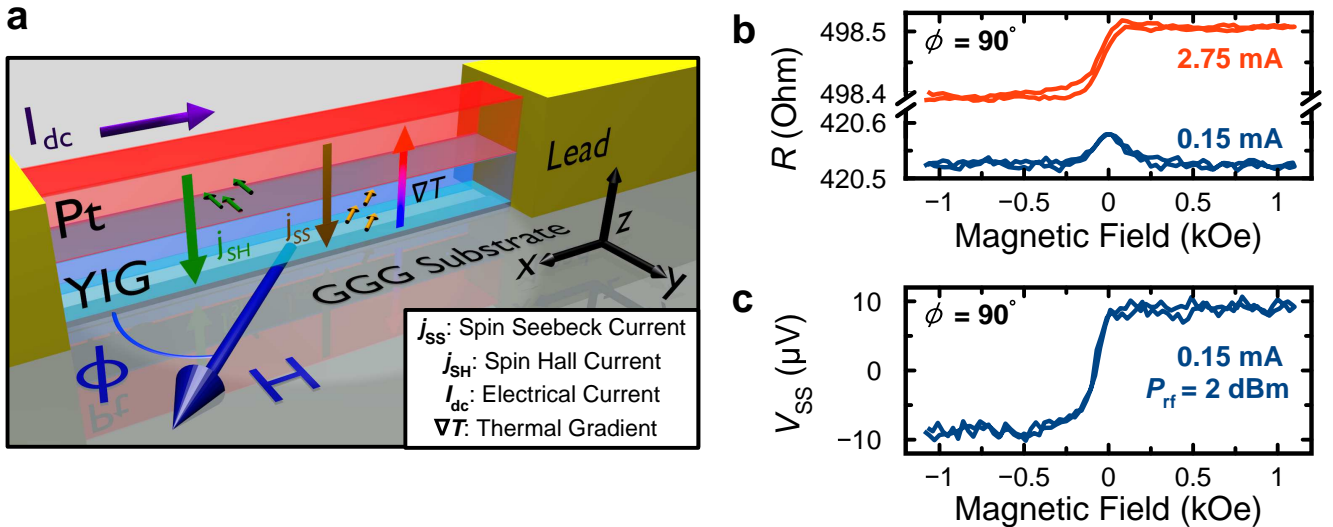 a
I_dc
Pt
j_SH
j_SS
∇T
Lead
YIG
GGG Substrate
x
y
z
ϕ
H
j_SS: Spin Seebeck Current
j_SH: Spin Hall Current
I_dc: Electrical Current
∇T: Thermal Gradient
b
ϕ = 90°
2.75 mA
0.15 mA
R (Ohm)
498.5
498.4
420.6
420.5
−1 −0.5 0 0.5 1
Magnetic Field (kOe)
c
ϕ = 90°
0.15 mA
P_rf = 2 dBm
V_SS (µV)
10
0
−10
−1 −0.5 0 0.5 1
Magnetic Field (kOe)